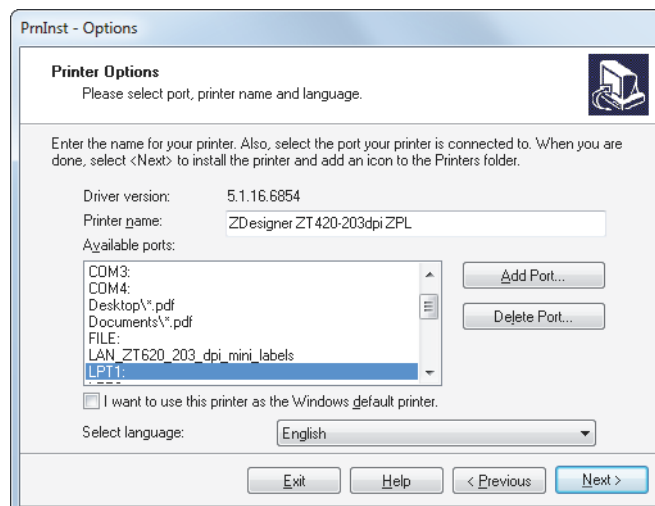 PrnInst - Options
Printer Options
Please select port, printer name and language.
Enter the name for your printer. Also, select the port your printer is connected to. When you are
done, select <Next> to install the printer and add an icon to the Printers folder.
Driver version: 5.1.16.6854
Printer name: ZDesigner ZT420-203dpi ZPL
Available ports:
COM3:
COM4:
Desktop\*.pdf
Documents\*.pdf
FILE:
LAN_ZT620_203_dpi_mini_labels
LPT1:
Add Port...
Delete Port...
I want to use this printer as the Windows default printer.
Select language: English
Exit Help < Previous Next >